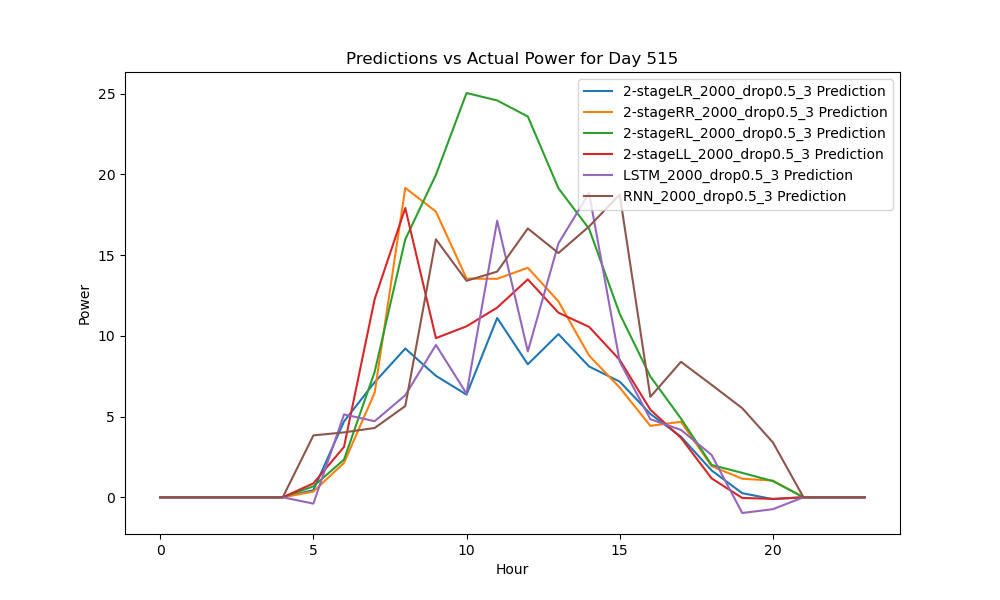 Predictions vs Actual Power for Day 515
2-stageLR_2000_drop0.5_3 Prediction
2-stageRR_2000_drop0.5_3 Prediction
2-stageRL_2000_drop0.5_3 Prediction
2-stageLL_2000_drop0.5_3 Prediction
LSTM_2000_drop0.5_3 Prediction
RNN_2000_drop0.5_3 Prediction
25
20
15
10
5
0
Power
0 5 10 15 20
Hour